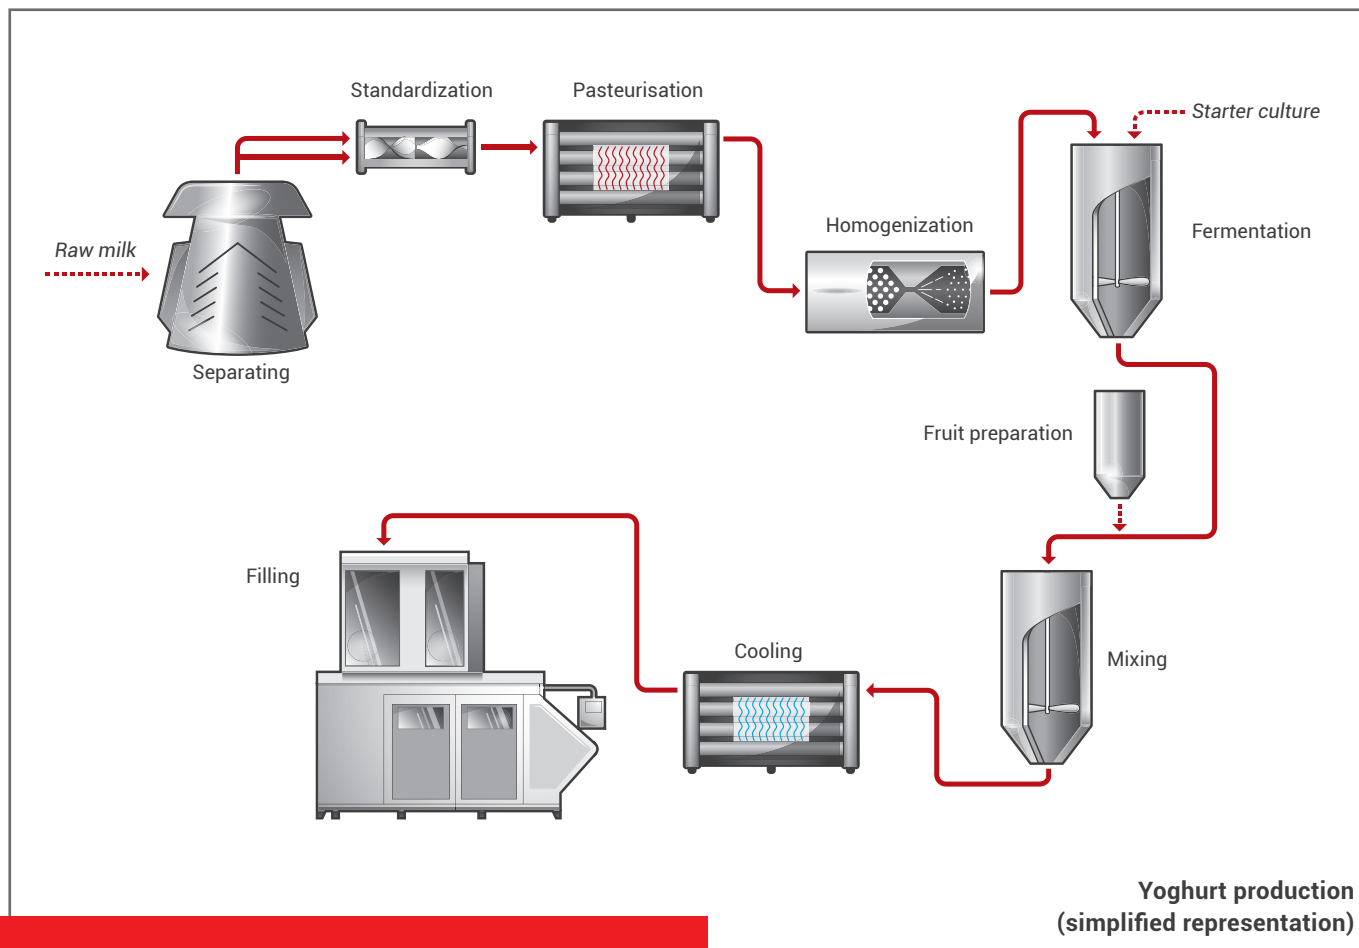 Standardization
Pasteurisation
Starter culture
Homogenization
Fermentation
Raw milk
Separating
Fruit preparation
Filling
Cooling
Mixing
Yoghurt production
(simplified representation)